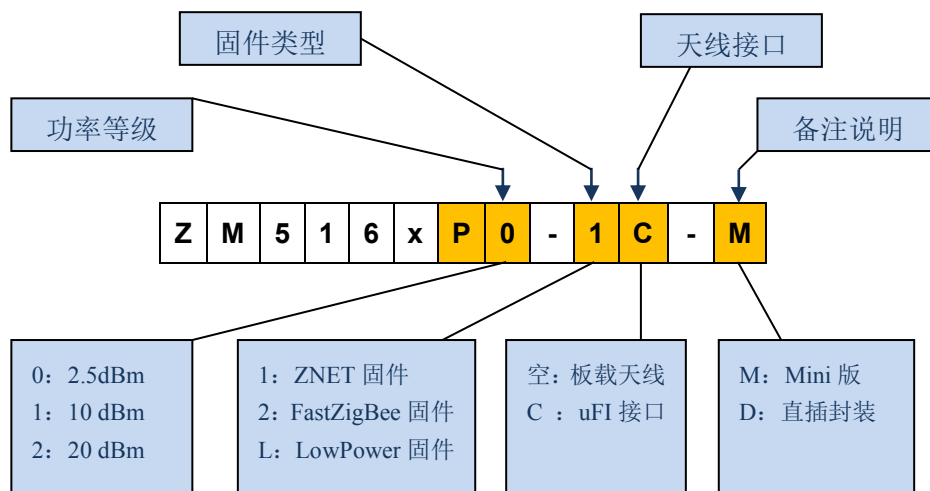 固件类型
天线接口
功率等级
备注说明
Z M 5 1 6 x P 0 - 1 C - M
0：2.5dBm
1：10 dBm
2：20 dBm
1：ZNET 固件
2：FastZigBee 固件
L：LowPower 固件
空：板载天线
C ：uFI 接口
M：Mini 版
D：直插封装